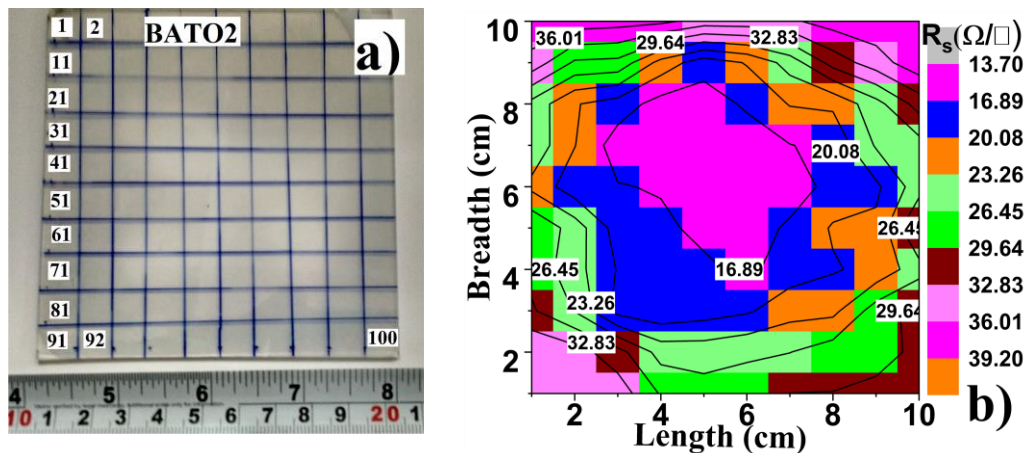 1 2 BATO2 a)
11
21
31
41
51
61
71
81
91 92 100
4 5 6 7 8
10 1 2 3 4 5 6 7 8 9 20 1
Rs(Ω/□)
10
8
6
4
2
Breadth (cm)
36.01 29.64 32.83
20.08
26.45
26.45 16.89
23.26 29.64
32.83
2 4 6 8 10
Length (cm)
13.70
16.89
20.08
23.26
26.45
29.64
32.83
36.01
39.20
b)